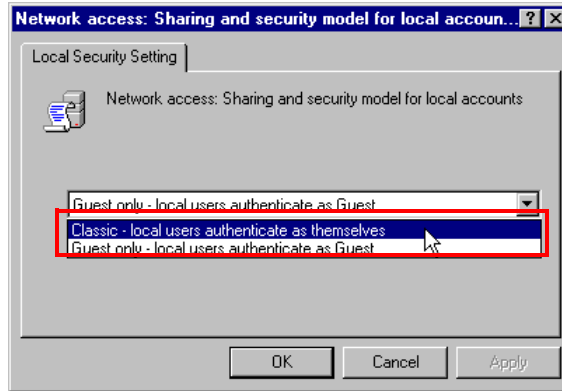 Network access: Sharing and security model for local accoun...
Local Security Setting
Network access: Sharing and security model for local accounts
Guest only - local users authenticate as Guest
Classic - local users authenticate as themselves
Guest only - local users authenticate as Guest
OK Cancel Apply